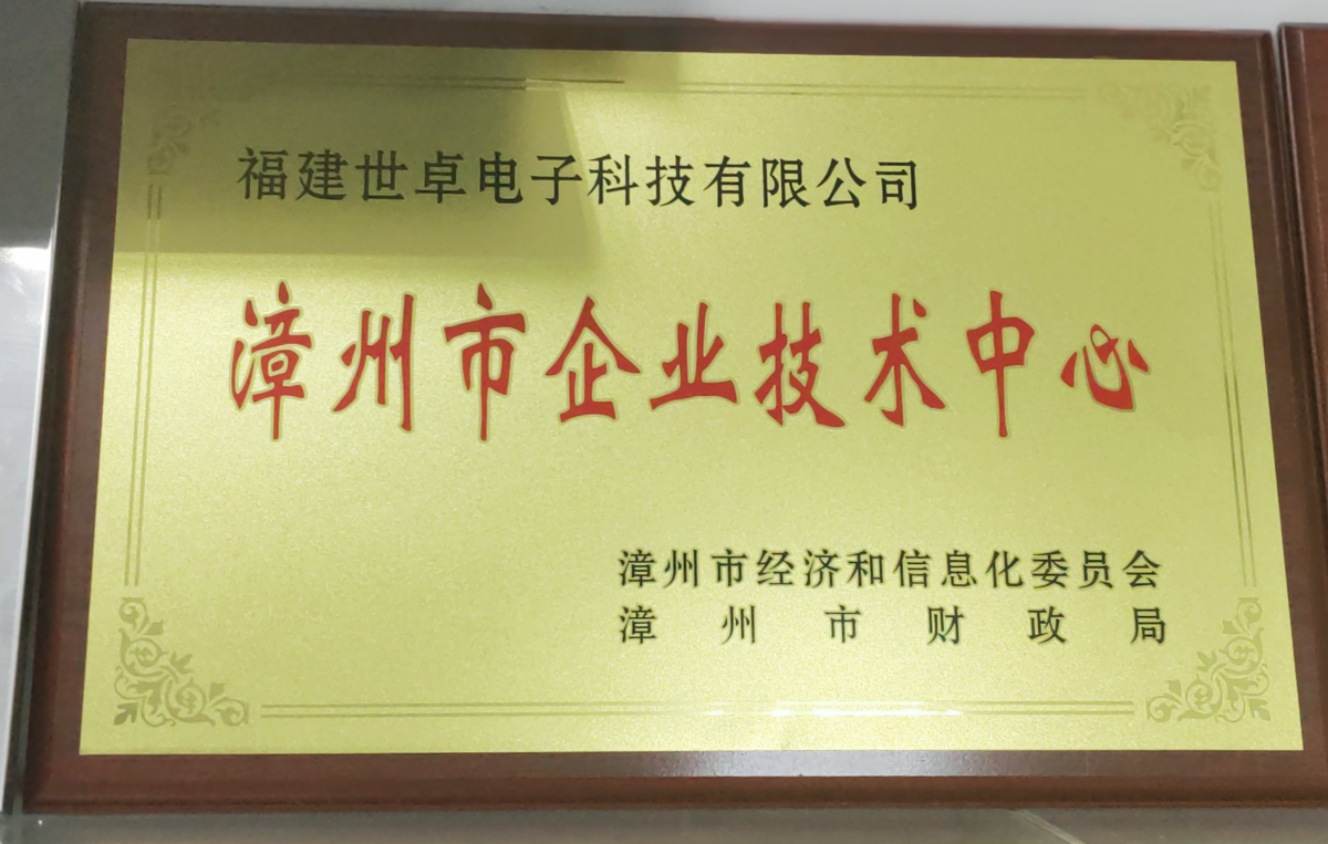 福建世卓电子科技有限公司
漳州市企业技术中心
漳州市经济和信息化委员会
漳州市财政局